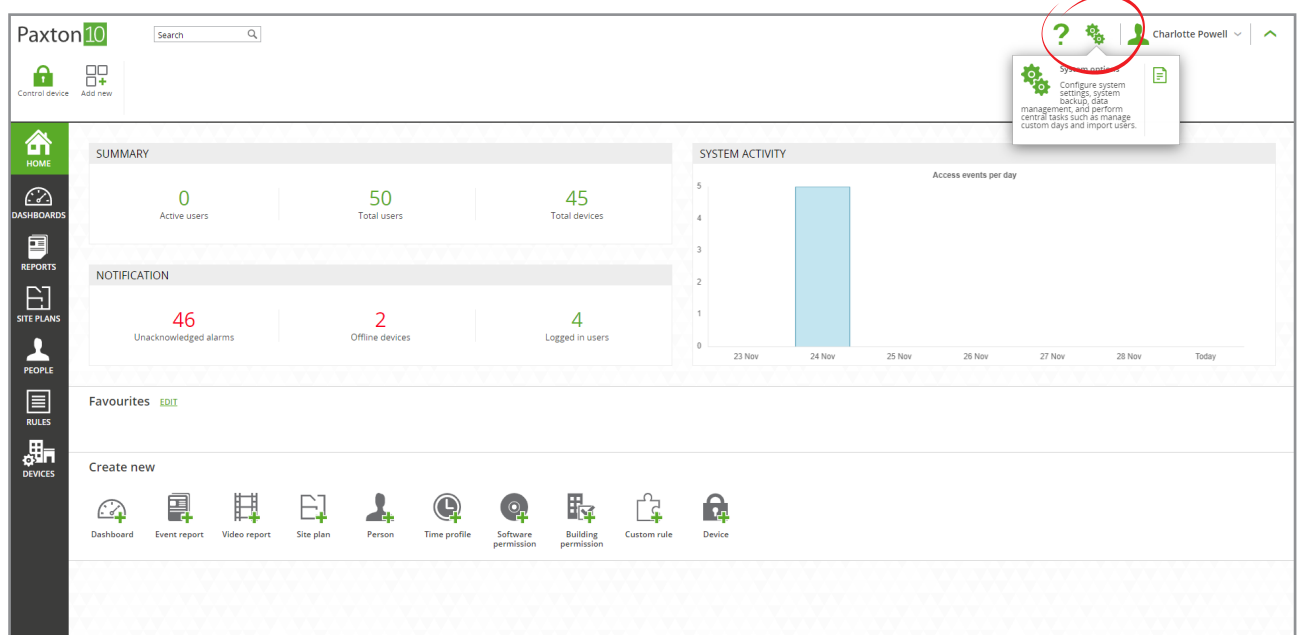 Paxton10
Search
?
Charlotte Powell
Control device
Add new
System options
Configure system
settings, system
backup, data
management, and perform
central tasks such as manage
custom days and import users.
HOME
DASHBOARDS
REPORTS
SITE PLANS
PEOPLE
RULES
DEVICES
SUMMARY
0
Active users
50
Total users
45
Total devices
NOTIFICATION
46
Unacknowledged alarms
2
Offline devices
4
Logged in users
SYSTEM ACTIVITY
Access events per day
5
4
3
2
1
0
23 Nov
24 Nov
25 Nov
26 Nov
27 Nov
28 Nov
Today
Favourites EDIT
Create new
Dashboard
Event report
Video report
Site plan
Person
Time profile
Software
permission
Building
permission
Custom rule
Device